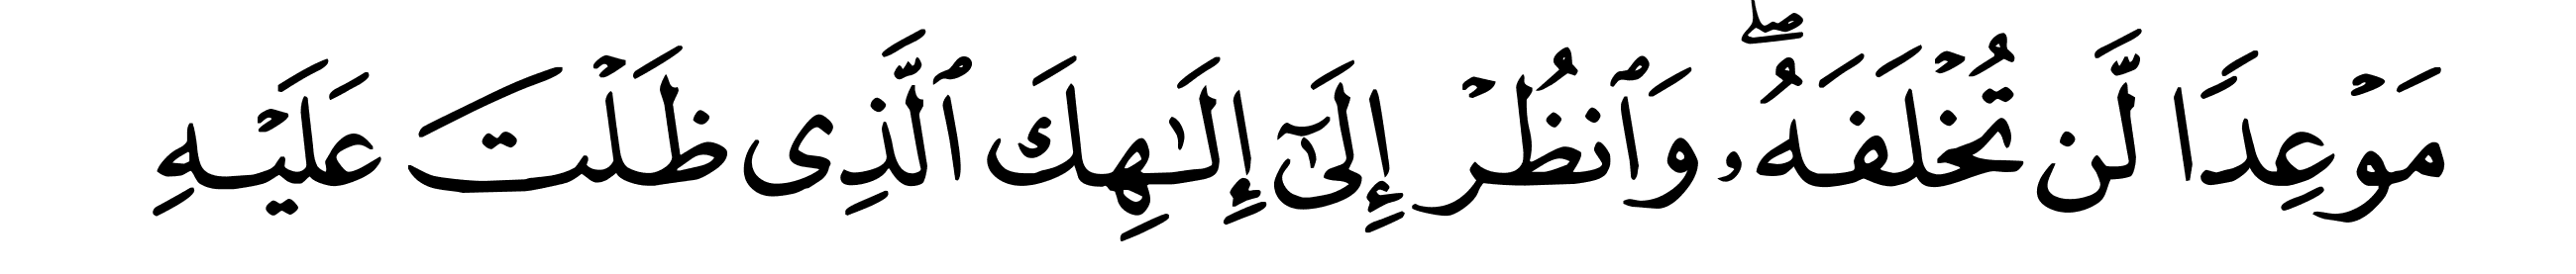 مَوْعِدًا لَّن تُخْلَفَهُۥۖ وَٱنظُرْ إِلَىٰٓ إِلَـٰهِكَ ٱلَّذِى ظَلْتَ عَلَيْهِ